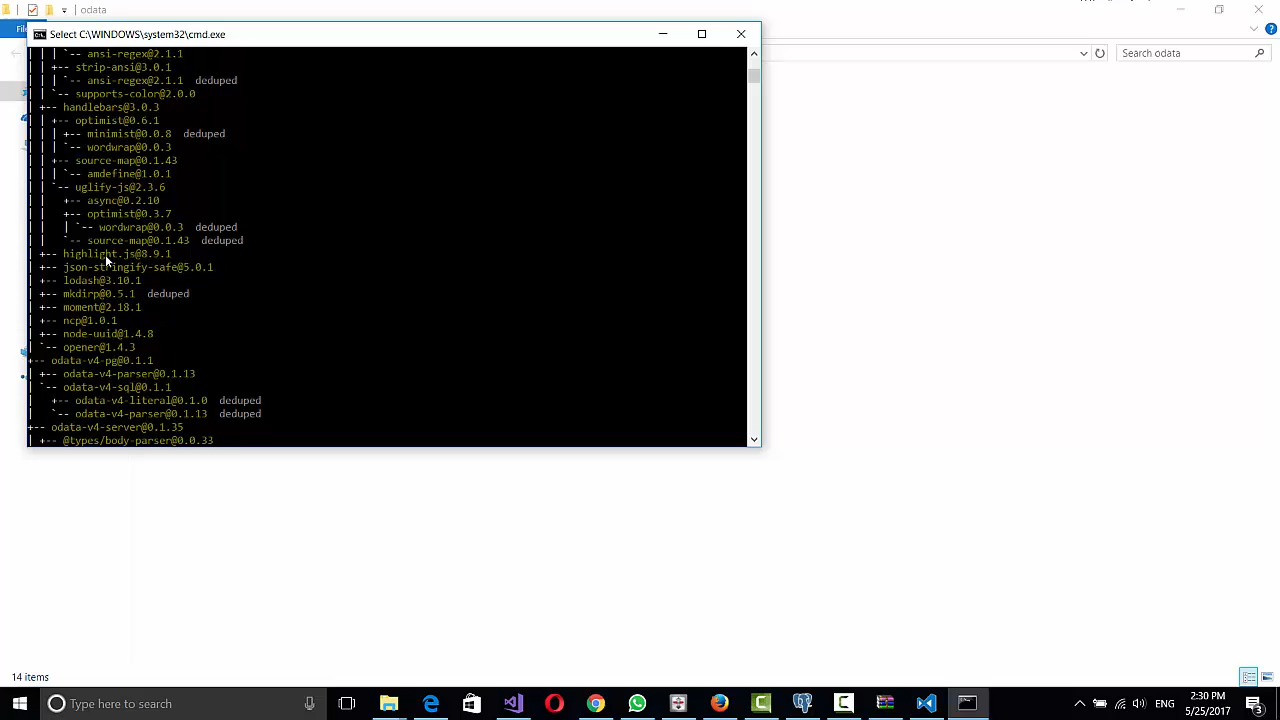 odata
Select C:\WINDOWS\system32\cmd.exe
File
| | | `-- ansi-regex@2.1.1
| | +-- strip-ansi@3.0.1
| | | `-- ansi-regex@2.1.1 deduped
| | `-- supports-color@2.0.0
| +-- handlebars@3.0.3
| | +-- optimist@0.6.1
| | | +-- minimist@0.0.8 deduped
| | | `-- wordwrap@0.0.3
| | +-- source-map@0.1.43
| | | `-- amdefine@1.0.1
| | `-- uglify-js@2.3.6
| |   +-- async@0.2.10
| |   +-- optimist@0.3.7
| |   | `-- wordwrap@0.0.3 deduped
| |   `-- source-map@0.1.43 deduped
| +-- highlight.js@8.9.1
| +-- json-stringify-safe@5.0.1
| +-- lodash@3.10.1
| +-- mkdirp@0.5.1 deduped
| +-- moment@2.18.1
| +-- ncp@1.0.1
| +-- node-uuid@1.4.8
| `-- opener@1.4.3
+-- odata-v4-pg@0.1.1
| +-- odata-v4-parser@0.1.13
| `-- odata-v4-sql@0.1.1
|   +-- odata-v4-literal@0.1.0 deduped
|   `-- odata-v4-parser@0.1.13 deduped
+-- odata-v4-server@0.1.35
| +-- @types/body-parser@0.0.33
Search odata
14 items
Type here to search
ENG
2:30 PM
5/25/2017
3